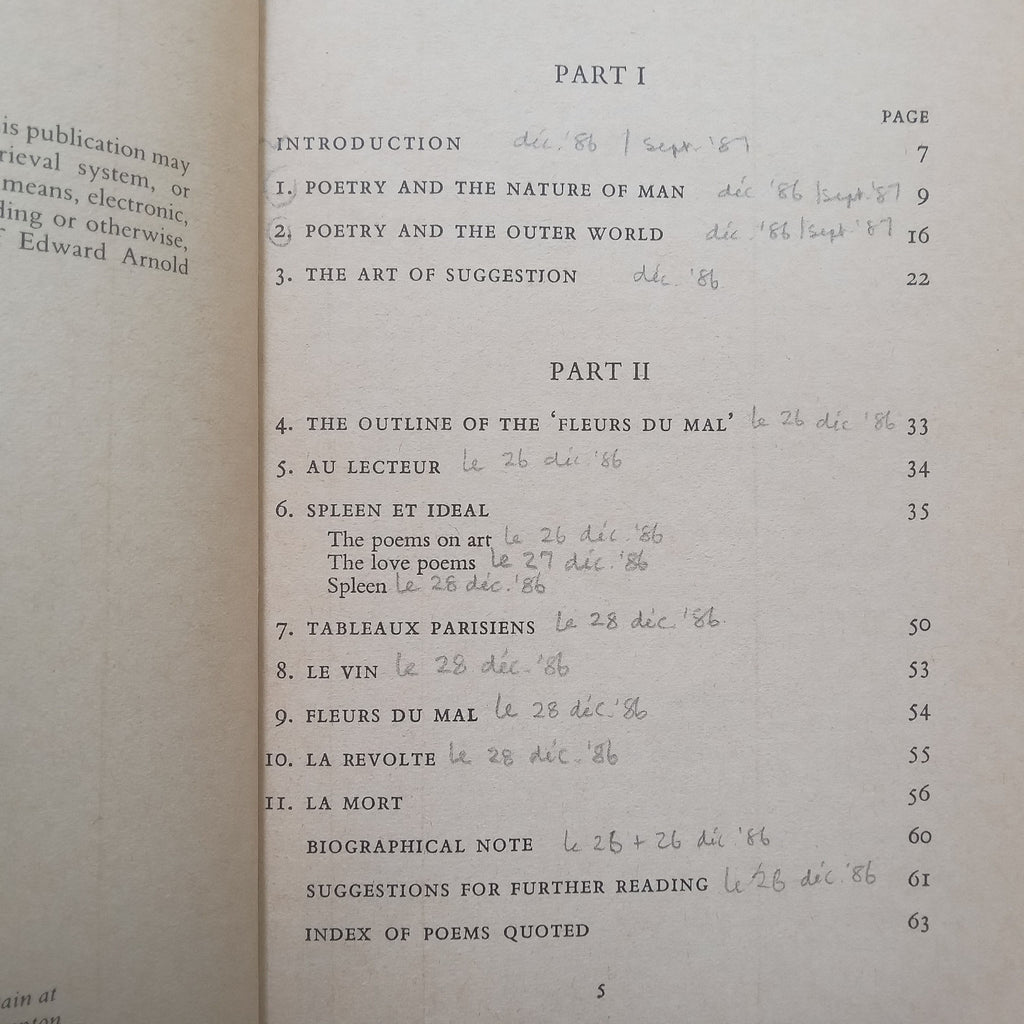 is publication may
rieval system, or
means, electronic,
ding or otherwise,
f Edward Arnold
ain at
PART I
PAGE
INTRODUCTION déc. '86 / sept. '87 7
1. POETRY AND THE NATURE OF MAN déc '86 / sept. '87 9
2. POETRY AND THE OUTER WORLD déc. '86 / sept '87 16
3. THE ART OF SUGGESTION déc. '86 22
PART II
4. THE OUTLINE OF THE ‘FLEURS DU MAL’ le 26 déc '86 33
5. AU LECTEUR le 26 déc. '86 34
6. SPLEEN ET IDEAL 35
The poems on art le 26 déc. '86
The love poems le 27 déc. '86
Spleen le 28 déc. '86
7. TABLEAUX PARISIENS le 28 déc. '86 50
8. LE VIN le 28 déc. '86 53
9. FLEURS DU MAL le 28 déc. '86 54
10. LA REVOLTE le 28 déc. '86 55
11. LA MORT 56
BIOGRAPHICAL NOTE le + 26 déc '86 60
SUGGESTIONS FOR FURTHER READING le 26 déc. '86 61
INDEX OF POEMS QUOTED 63
5